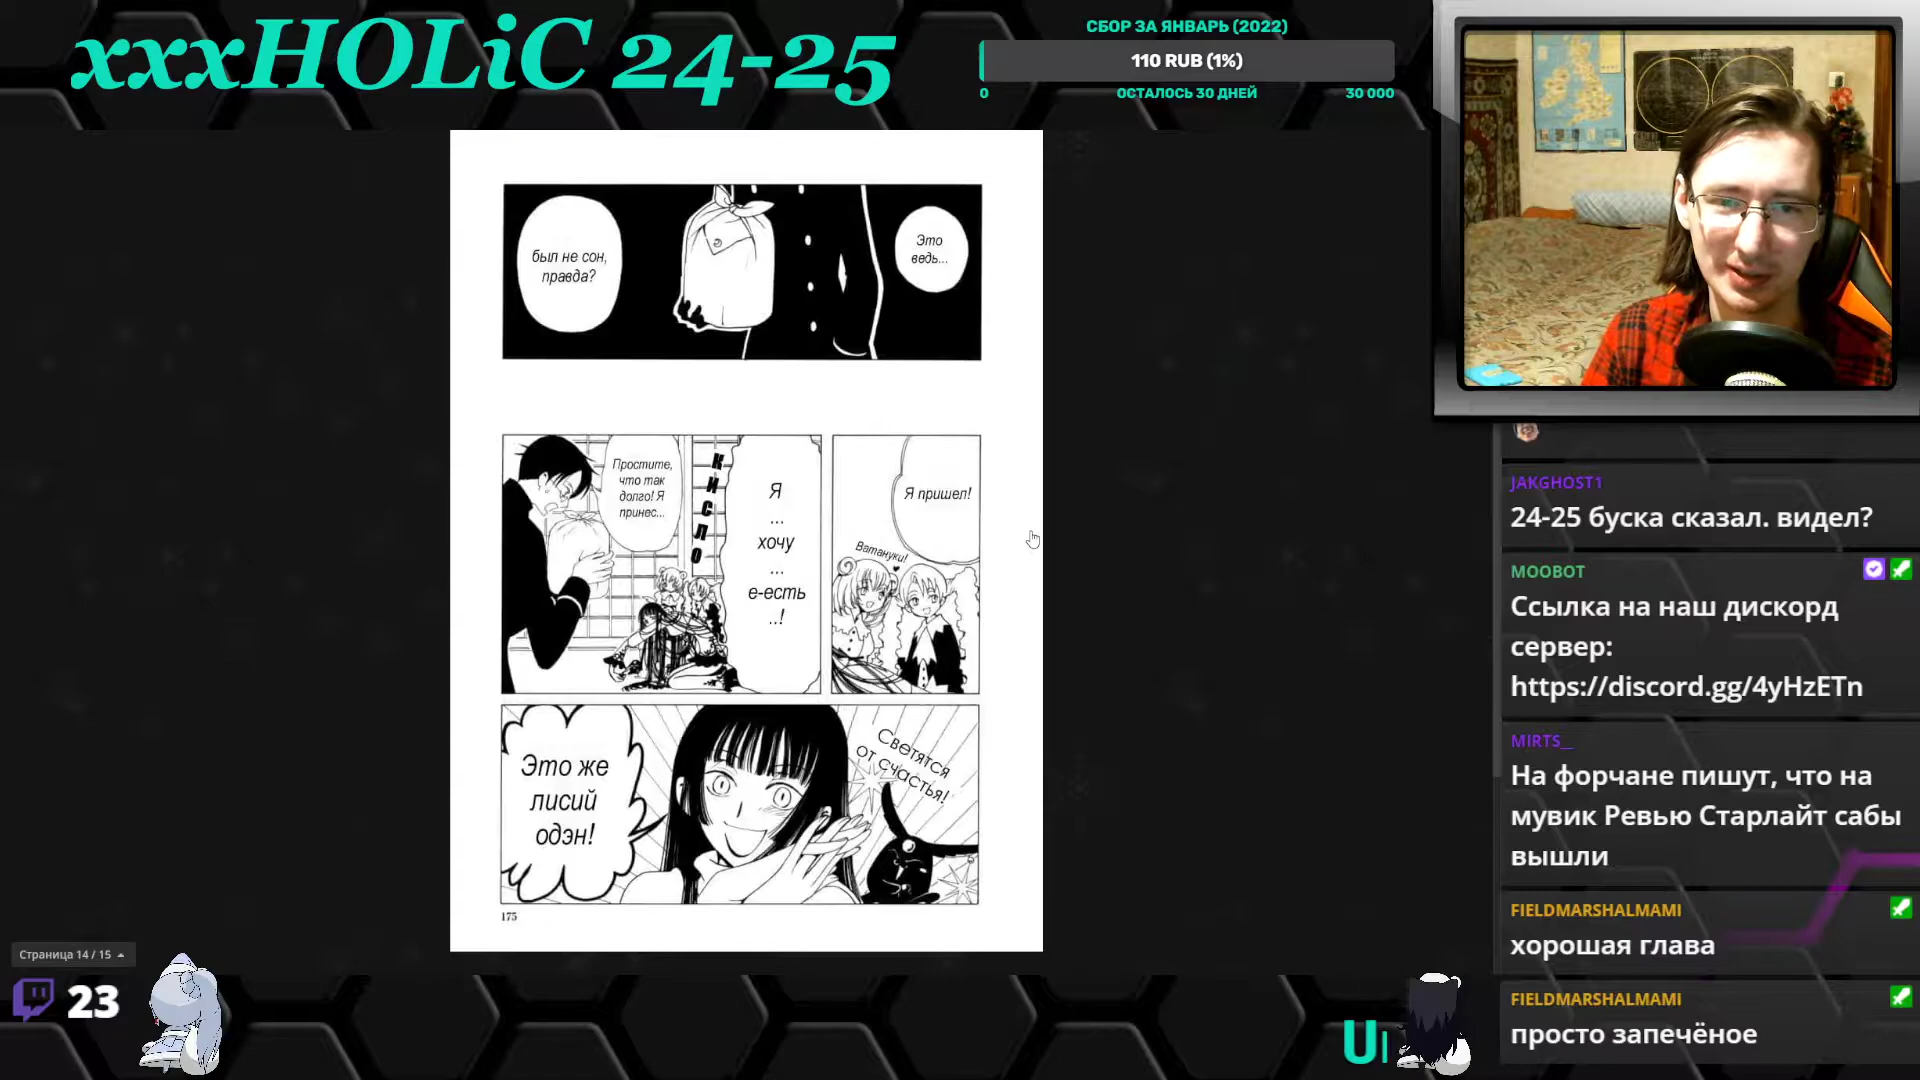 xxxHOLiC 24-25
СБОР ЗА ЯНВАРЬ (2022)
110 RUB (1%)
0
ОСТАЛОСЬ 30 ДНЕЙ
30 000
Это
ведь...
был не сон,
правда?
Я пришел!
Ватануки!
Я
...
хочу
...
е-есть
..!
КИСЛО
Простите,
что так
долго! Я
принес...
Светятся
от счастья!
Это же
лисий
одэн!
175
Страница 14 / 15
23
JAKGHOST1
24-25 буска сказал. видел?
MOOBOT
Ссылка на наш дискорд
сервер:
https://discord.gg/4yHzETn
MIRTS__
На форчане пишут, что на
мувик Ревью Старлайт сабы
вышли
FIELDMARSHALMAMI
хорошая глава
FIELDMARSHALMAMI
просто запечёное